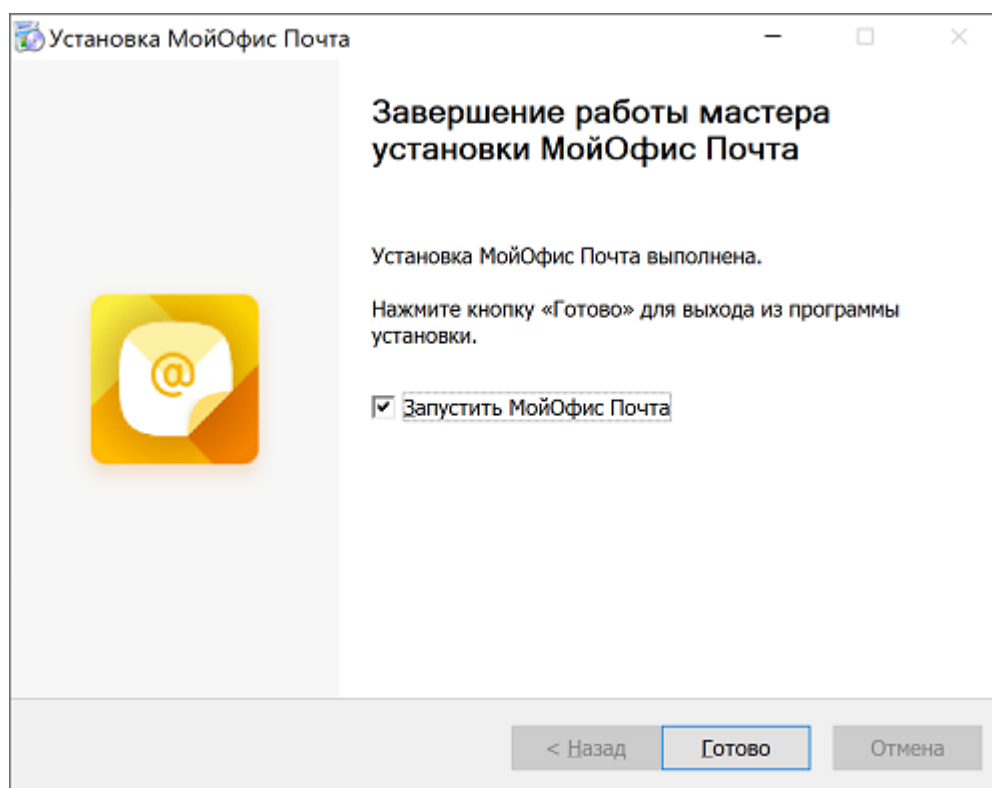 Установка МойОфис Почта
Завершение работы мастера
установки МойОфис Почта
Установка МойОфис Почта выполнена.
Нажмите кнопку «Готово» для выхода из программы
установки.
@
Запустить МойОфис Почта
< Назад Готово Отмена